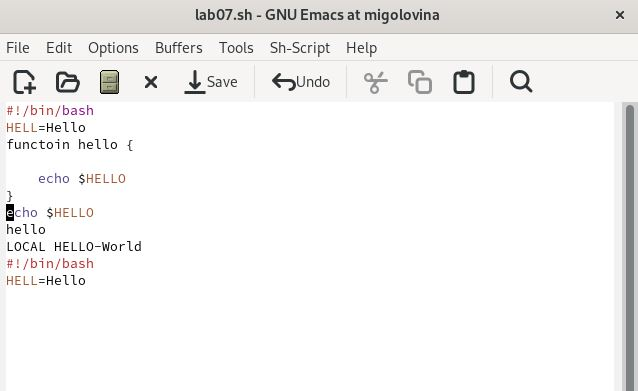 lab07.sh - GNU Emacs at migolovina
File Edit Options Buffers Tools Sh-Script Help
Save Undo
#!/bin/bash
HELL=Hello
functoin hello {
    echo $HELLO
}
echo $HELLO
hello
LOCAL HELLO-World
#!/bin/bash
HELL=Hello